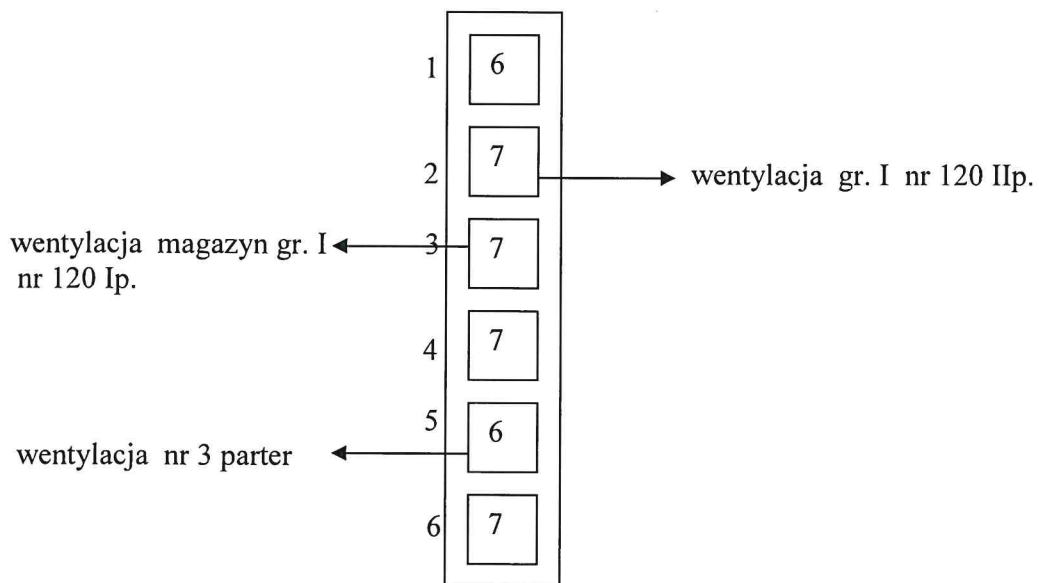 1 6
2 7 wentylacja gr. I nr 120 IIp.
wentylacja magazyn gr. I 3 7
nr 120 Ip.
4 7
5 6
wentylacja nr 3 parter
6 7